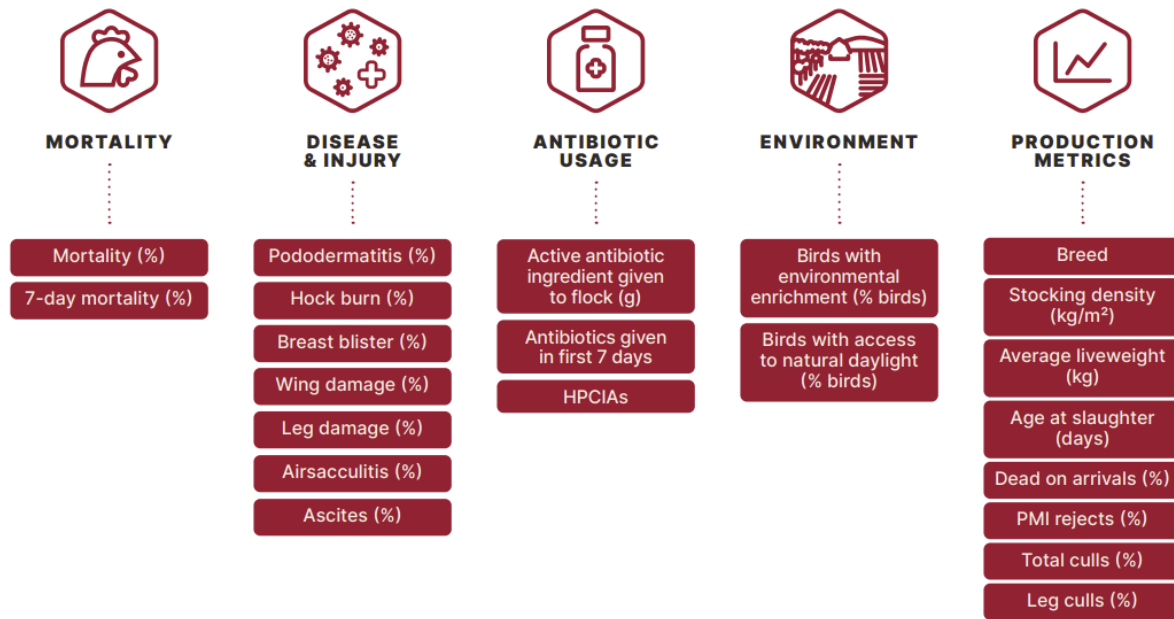 MORTALITY
Mortality (%)
7-day mortality (%)
DISEASE
& INJURY
Pododermatitis (%)
Hock burn (%)
Breast blister (%)
Wing damage (%)
Leg damage (%)
Airsacculitis (%)
Ascites (%)
ANTIBIOTIC
USAGE
Active antibiotic
ingredient given
to flock (g)
Antibiotics given
in first 7 days
HPCIAs
ENVIRONMENT
Birds with
environmental
enrichment (% birds)
Birds with access
to natural daylight
(% birds)
PRODUCTION
METRICS
Breed
Stocking density
(kg/m²)
Average liveweight
(kg)
Age at slaughter
(days)
Dead on arrivals (%)
PMI rejects (%)
Total culls (%)
Leg culls (%)